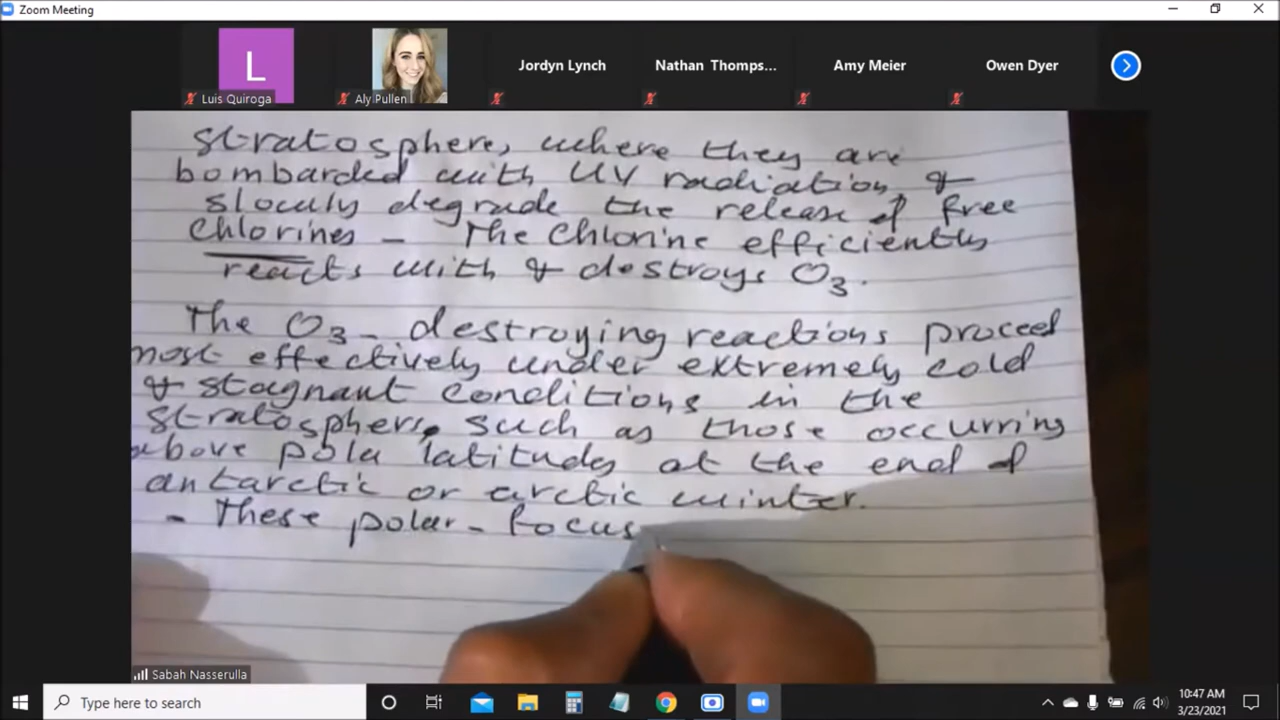 Zoom Meeting
L
Luis Quiroga
Aly Pullen
Jordyn Lynch
Nathan Thomps...
Amy Meier
Owen Dyer
stratosphere, where they are
bombarded with UV radiation &
slowly degrade the release of free
Chlorines - The Chlorine efficiently
reacts with & destroys O3.
The O3 - destroying reactions proceed
most effectively under extremely cold
& stagnant conditions in the
stratosphere, such as those occurring
above pola latitudes at the end of
antarctic or arctic winter.
- These polar - focus
Sabah Nasserulla
Type here to search
10:47 AM
3/23/2021